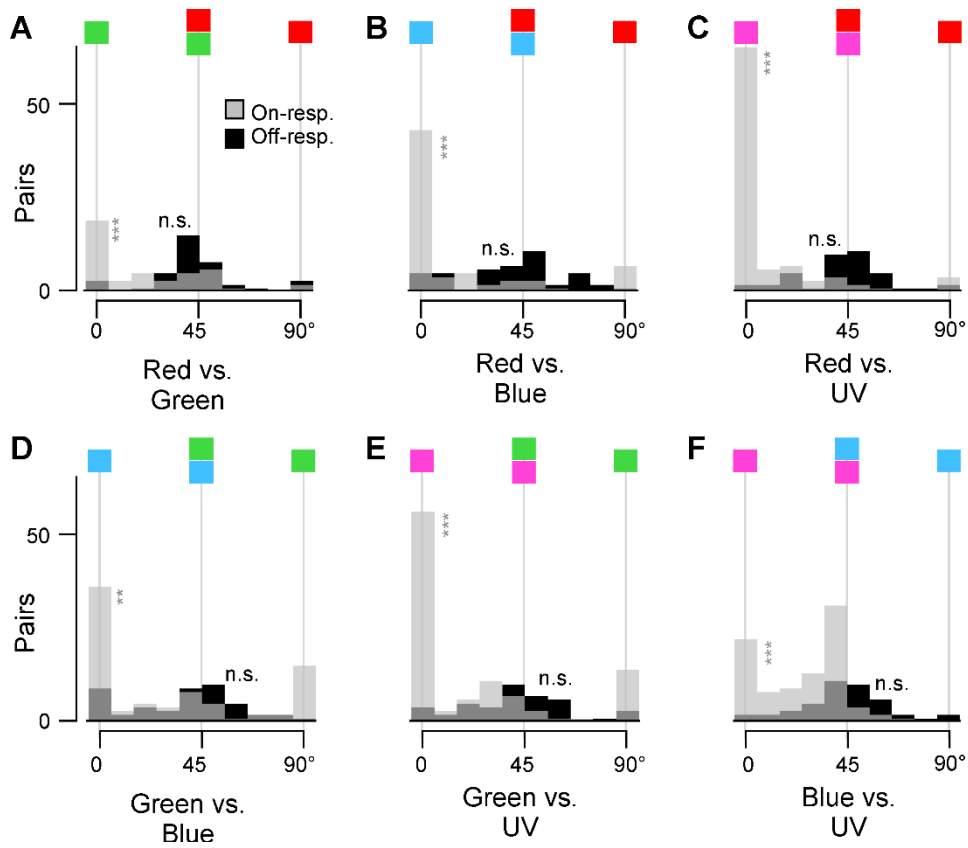 A
B
C
50
Pairs
0
On-resp.
Off-resp.
***
n.s.
***
n.s.
***
n.s.
0 45 90°
0 45 90°
0 45 90°
Red vs.
Green
Red vs.
Blue
Red vs.
UV
D
E
F
50
Pairs
0
**
n.s.
***
n.s.
***
n.s.
0 45 90°
0 45 90°
0 45 90°
Green vs.
Blue
Green vs.
UV
Blue vs.
UV